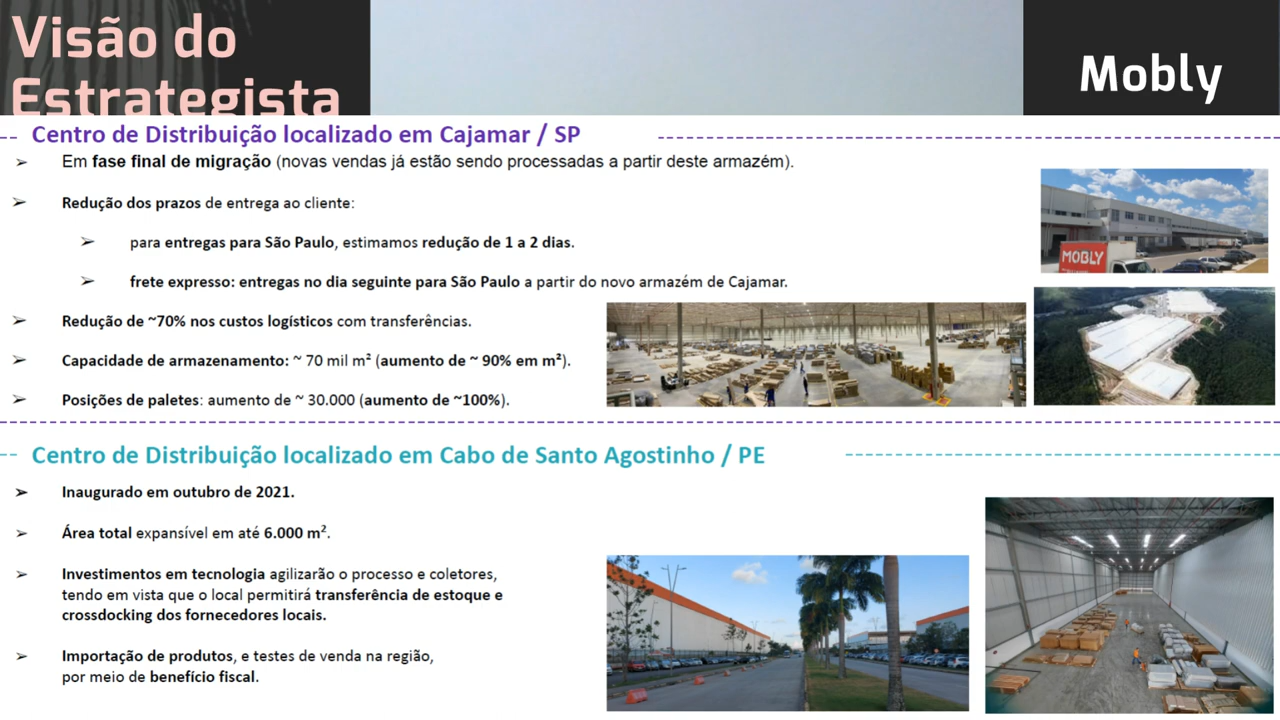 Visão do
Estrategista
Mobly
Centro de Distribuição localizado em Cajamar / SP
Em fase final de migração (novas vendas já estão sendo processadas a partir deste armazém).
Redução dos prazos de entrega ao cliente:
para entregas para São Paulo, estimamos redução de 1 a 2 dias.
frete expresso: entregas no dia seguinte para São Paulo a partir do novo armazém de Cajamar.
Redução de ~70% nos custos logísticos com transferências.
Capacidade de armazenamento: ~ 70 mil m² (aumento de ~ 90% em m²).
Posições de paletes: aumento de ~ 30.000 (aumento de ~100%).
MOBLY
Centro de Distribuição localizado em Cabo de Santo Agostinho / PE
Inaugurado em outubro de 2021.
Área total expansível em até 6.000 m².
Investimentos em tecnologia agilizarão o processo e coletores,
tendo em vista que o local permitirá transferência de estoque e
crossdocking dos fornecedores locais.
Importação de produtos, e testes de venda na região,
por meio de benefício fiscal.